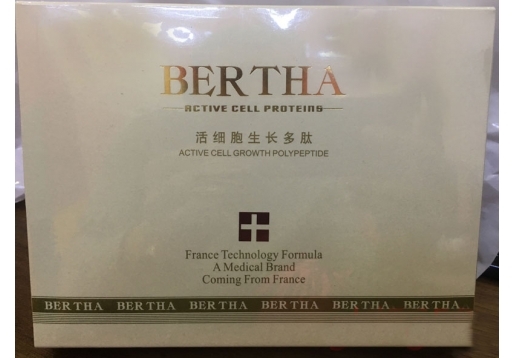 BERTHA
ACTIVE CELL PROTEINS
活细胞生长多肽
ACTIVE CELL GROWTH POLYPEPTIDE
France Technology Formula
A Medical Brand
Coming From France
BERTHA BERTHA BERTHA BERTHA BERTHA BERTHA